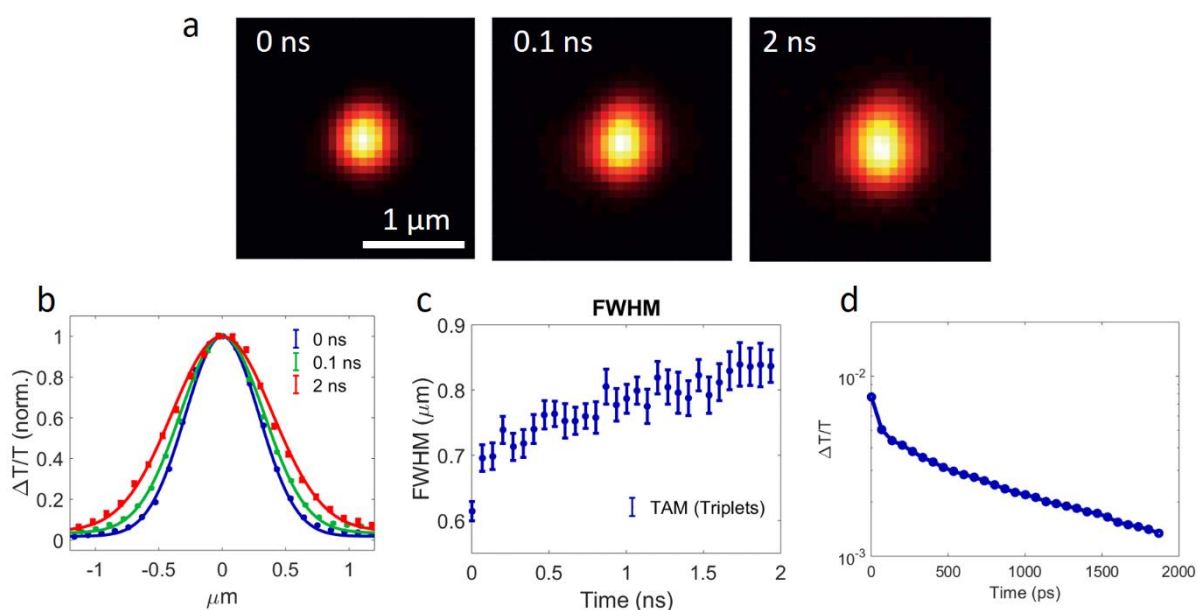 a
0 ns
0.1 ns
2 ns
1 µm
b
ΔT/T (norm.)
1
0.8
0.6
0.4
0.2
0
0 ns
0.1 ns
2 ns
-1
-0.5
0
0.5
1
µm
c
FWHM
FWHM (µm)
0.9
0.8
0.7
0.6
TAM (Triplets)
0
0.5
1
1.5
2
Time (ns)
d
ΔT/T
10-2
10-3
0
500
1000
1500
2000
Time (ps)